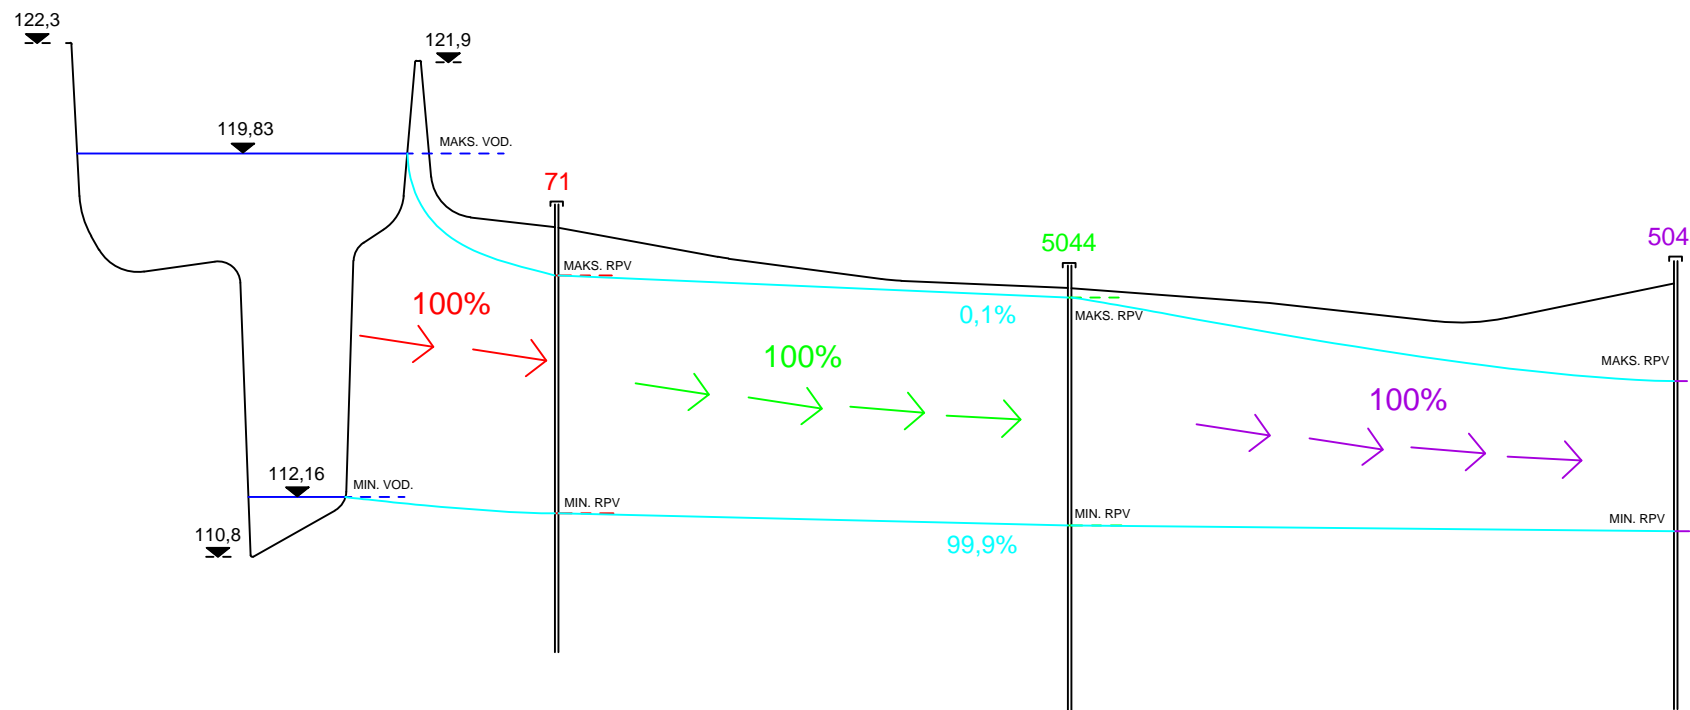 122,3
121,9
119,83
MAKS. VOD.
71
5044
504
MAKS. RPV
100%
0,1%
MAKS. RPV
100%
MAKS. RPV
100%
112,16
MIN. VOD.
MIN. RPV
MIN. RPV
MIN. RPV
110,8
99,9%